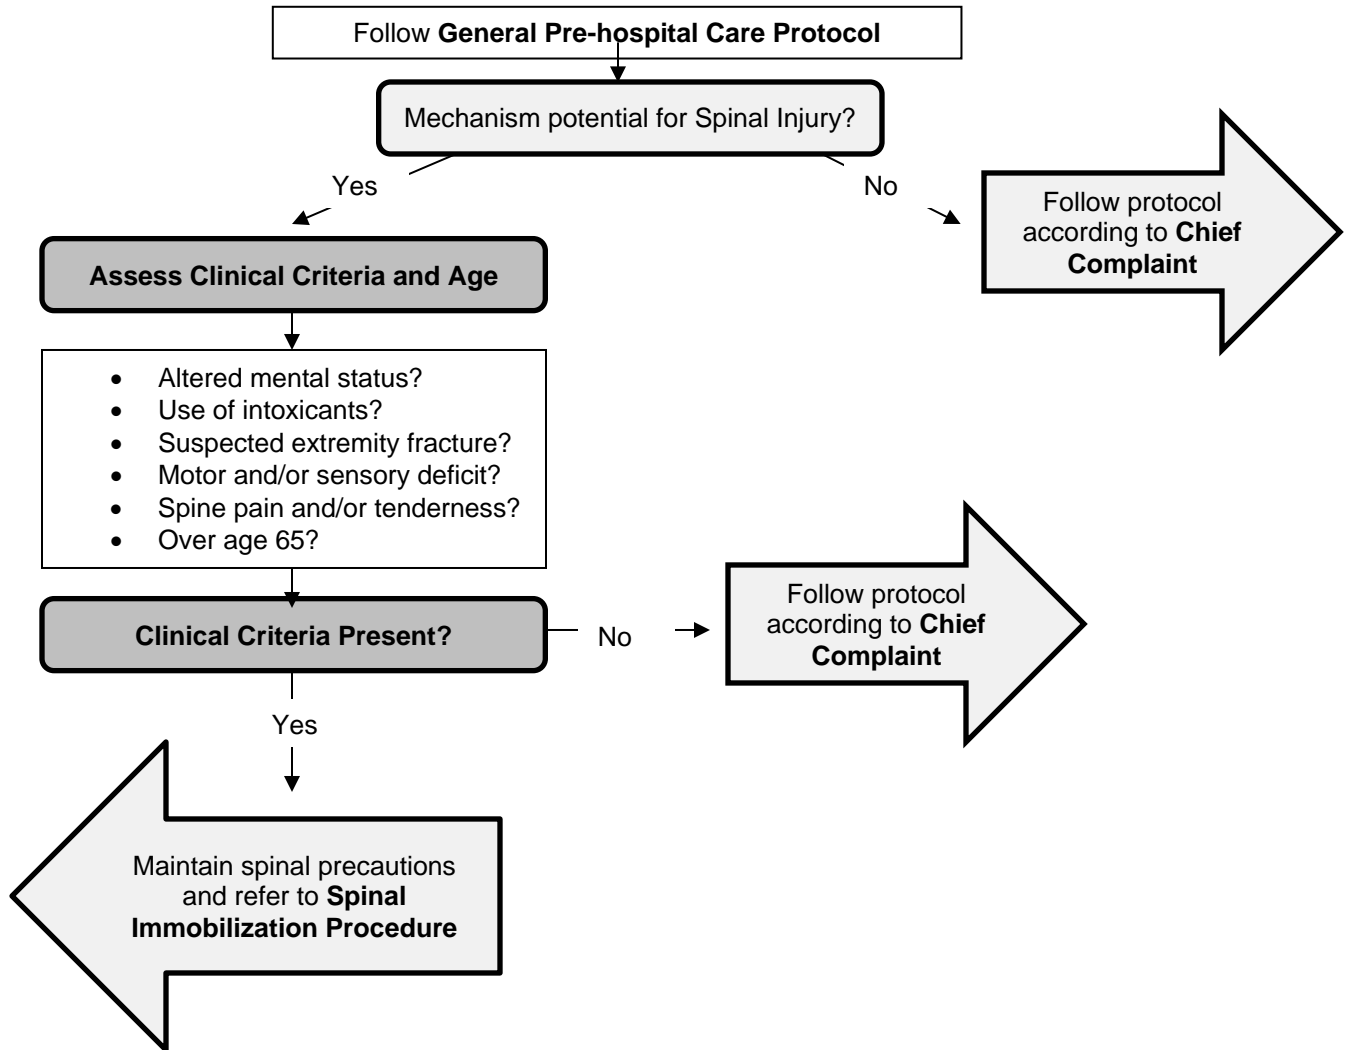 Follow General Pre-hospital Care Protocol
Mechanism potential for Spinal Injury?
Yes
No
Follow protocol
according to Chief
Complaint
Assess Clinical Criteria and Age
• Altered mental status?
• Use of intoxicants?
• Suspected extremity fracture?
• Motor and/or sensory deficit?
• Spine pain and/or tenderness?
• Over age 65?
Clinical Criteria Present?
No
Follow protocol
according to Chief
Complaint
Yes
Maintain spinal precautions
and refer to Spinal
Immobilization Procedure